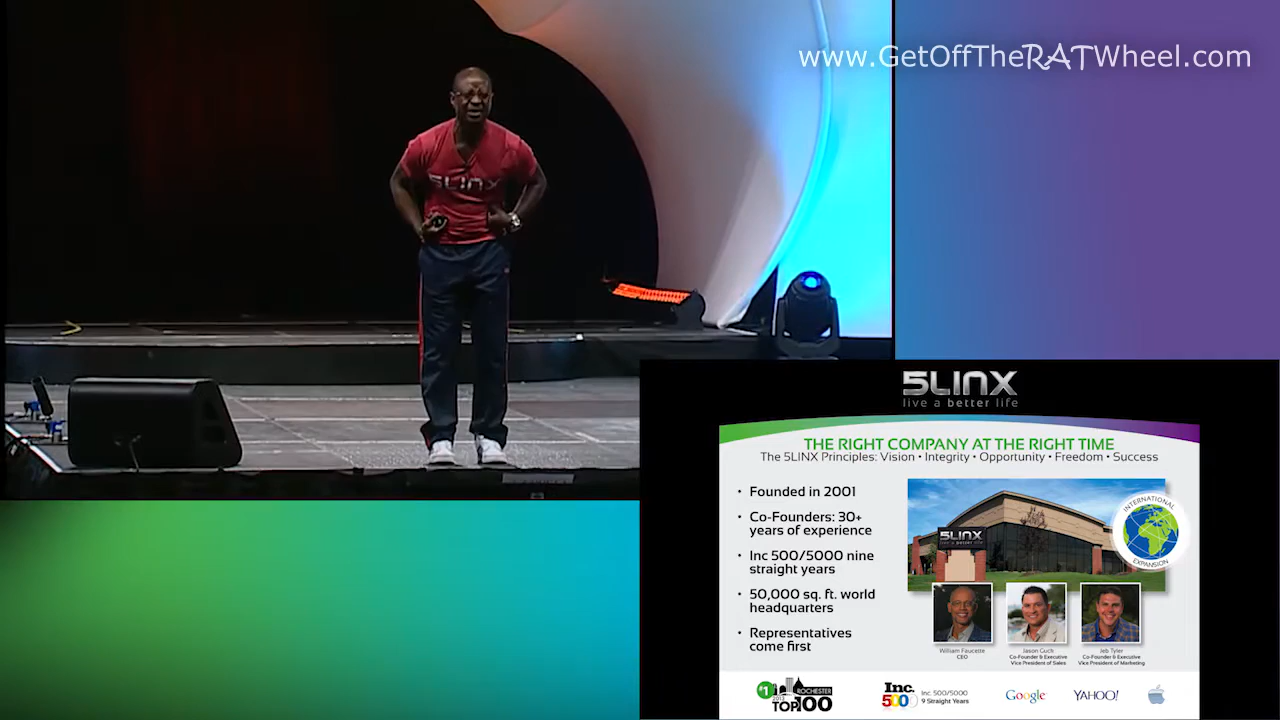 www.GetOffTheRATWheel.com
5LINX
5LINX
live a better life
THE RIGHT COMPANY AT THE RIGHT TIME
The 5LINX Principles: Vision • Integrity • Opportunity • Freedom • Success
• Founded in 2001
• Co-Founders: 30+
years of experience
• Inc 500/5000 nine
straight years
• 50,000 sq. ft. world
headquarters
• Representatives
come first
5LINX
INTERNATIONAL
EXPANSION
William Faucette
CEO
Jason Guck
Co-Founder & Executive
Vice President of Sales
Jeb Tyler
Co-Founder & Executive
Vice President of Marketing
#1
2013
ROCHESTER
TOP 100
Inc.
5000
Inc. 500/5000
9 Straight Years
Google
YAHOO!